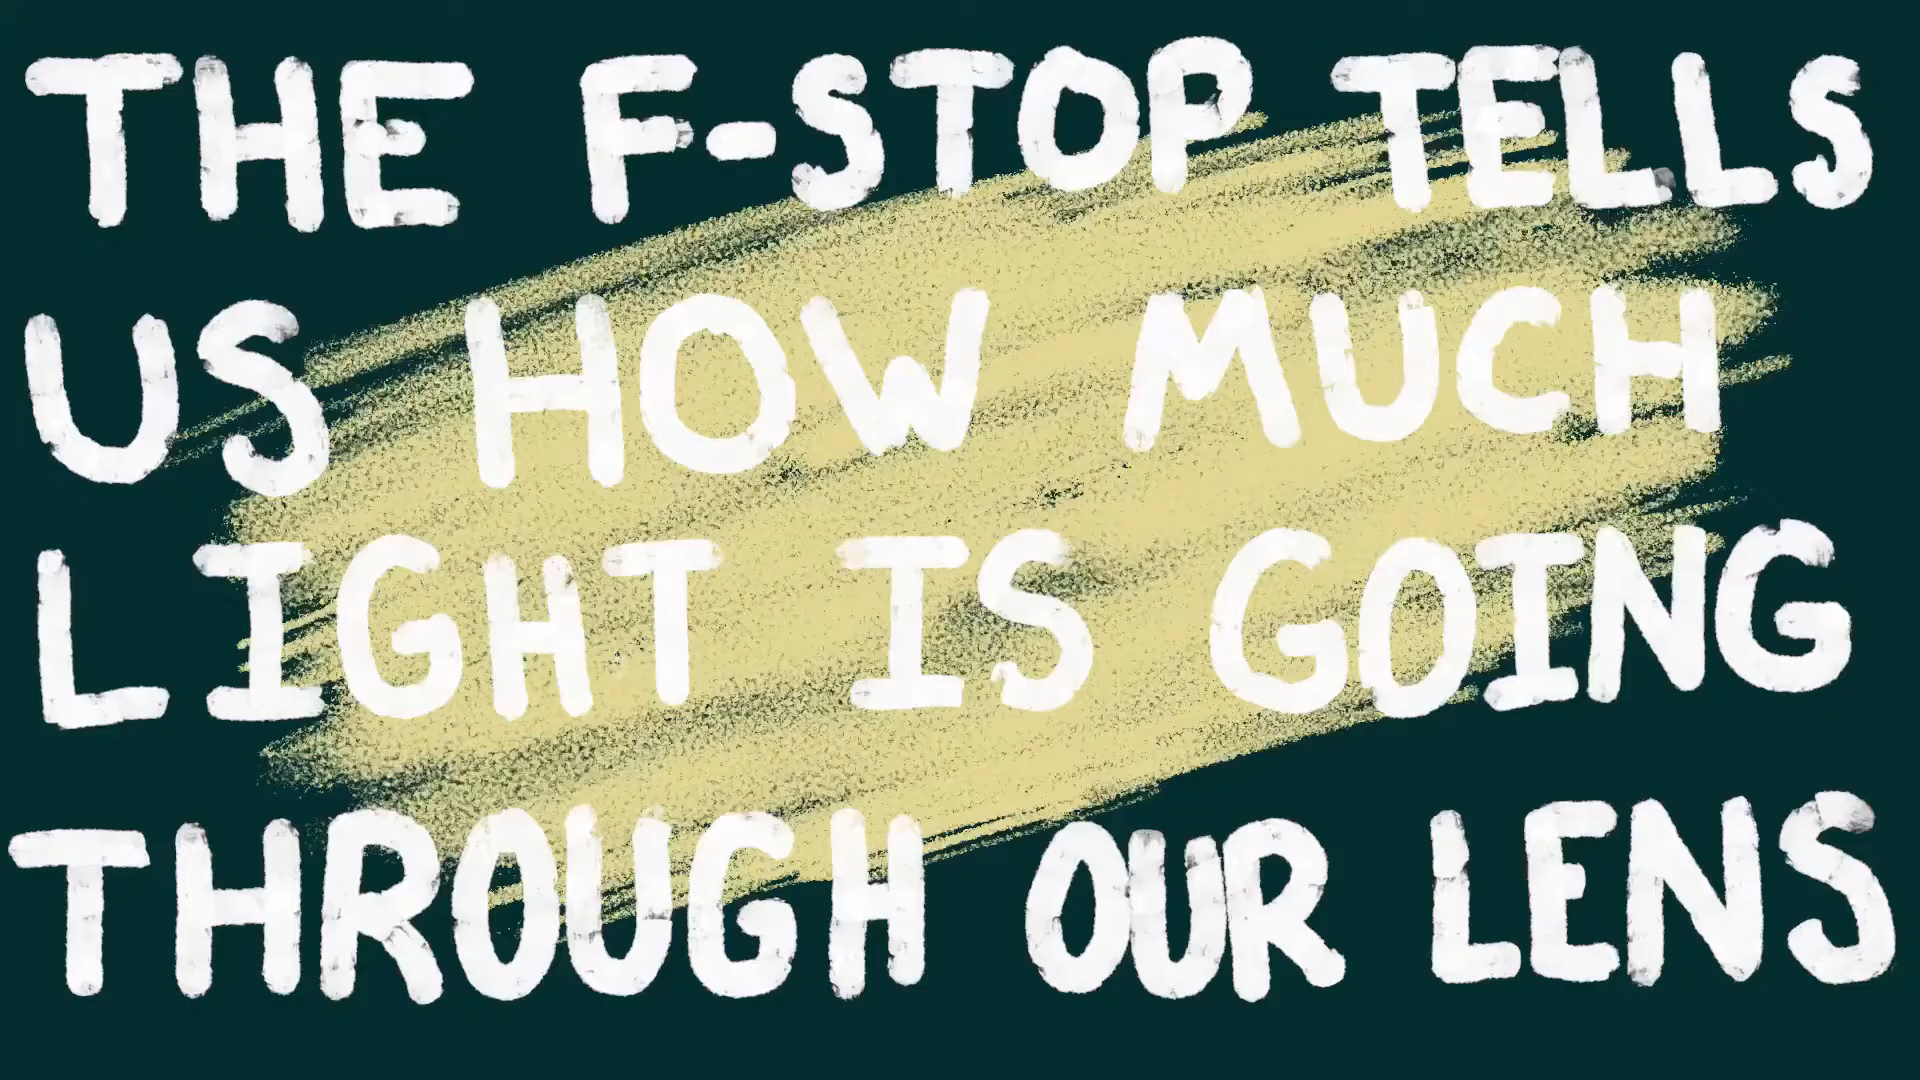 THE F-STOP TELLS
US HOW MUCH
LIGHT IS GOING
THROUGH OUR LENS